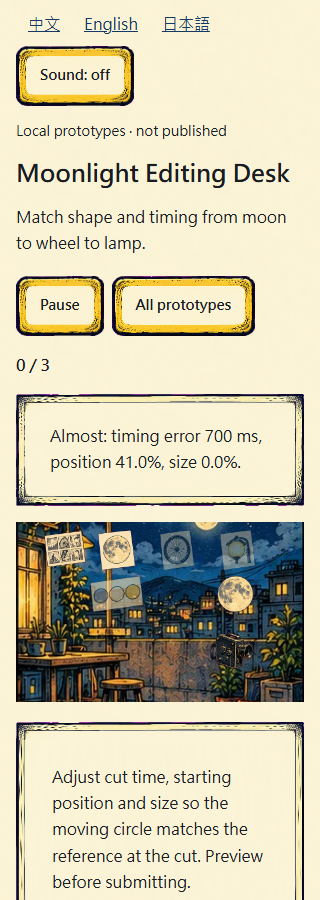 中文 English 日本語
Sound: off
Local prototypes · not published
Moonlight Editing Desk
Match shape and timing from moon
to wheel to lamp.
Pause All prototypes
0 / 3
Almost: timing error 700 ms,
position 41.0%, size 0.0%.
Adjust cut time, starting
position and size so the
moving circle matches the
reference at the cut. Preview
before submitting.